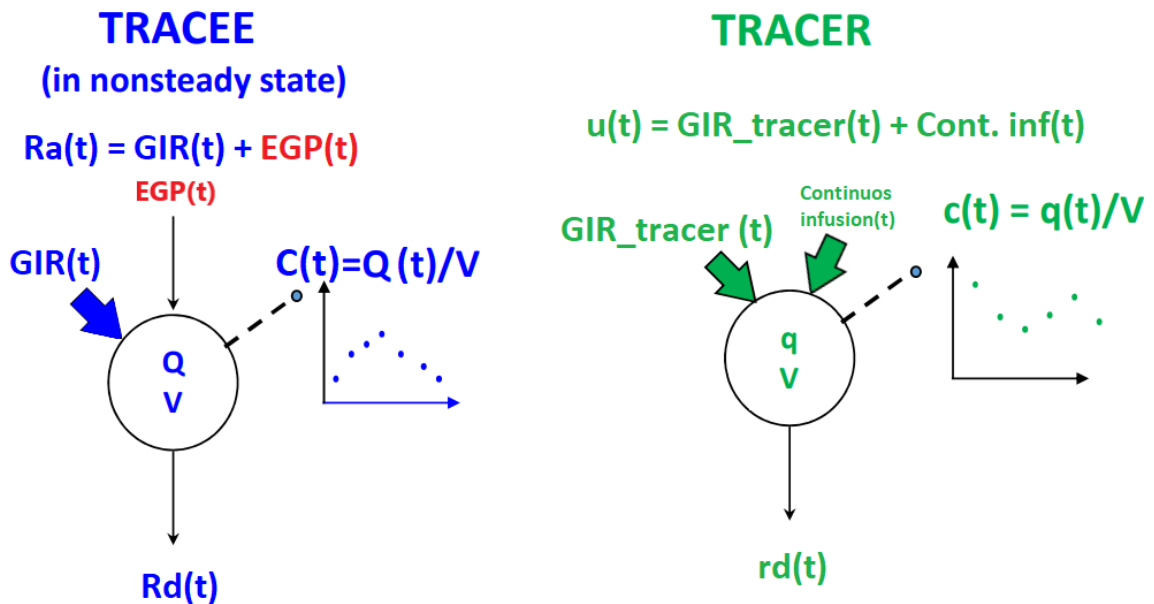 TRACEE
(in nonsteady state)
Ra(t) = GIR(t) + EGP(t)
EGP(t)
GIR(t)
C(t)=Q(t)/V
Q
V
Rd(t)
TRACER
u(t) = GIR_tracer(t) + Cont. inf(t)
Continuos
infusion(t)
GIR_tracer (t)
c(t) = q(t)/V
q
V
rd(t)